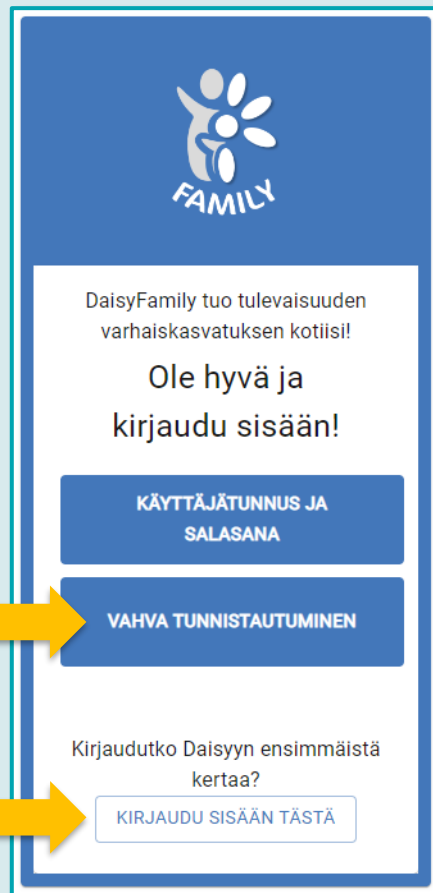 FAMILY
DaisyFamily tuo tulevaisuuden
varhaiskasvatuksen kotiisi!
Ole hyvä ja
kirjaudu sisään!
KÄYTTÄJÄTUNNUS JA
SALASANA
VAHVA TUNNISTAUTUMINEN
Kirjaudutko Daisyyn ensimmäistä
kertaa?
KIRJAUDU SISÄÄN TÄSTÄ